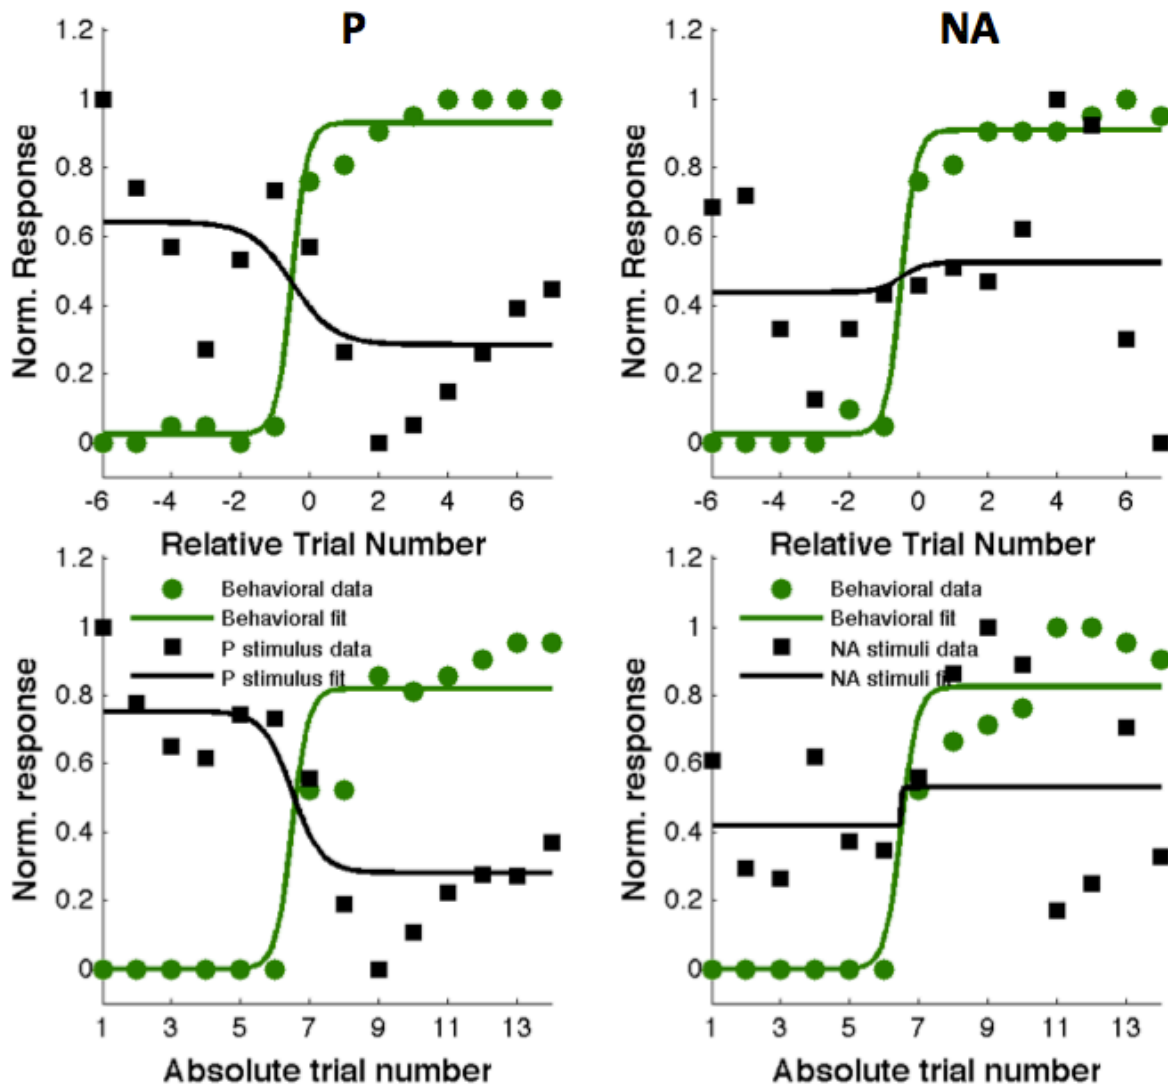 P
NA
Norm. Response
1.2
1
0.8
0.6
0.4
0.2
0
-6 -4 -2 0 2 4 6
Relative Trial Number
Norm. Response
1.2
1
0.8
0.6
0.4
0.2
0
-6 -4 -2 0 2 4 6
Relative Trial Number
Norm. response
1.2
1
0.8
0.6
0.4
0.2
0
Behavioral data
Behavioral fit
P stimulus data
P stimulus fit
1 3 5 7 9 11 13
Absolute trial number
Norm. response
1.2
1
0.8
0.6
0.4
0.2
0
Behavioral data
Behavioral fit
NA stimuli data
NA stimuli fit
1 3 5 7 9 11 13
Absolute trial number